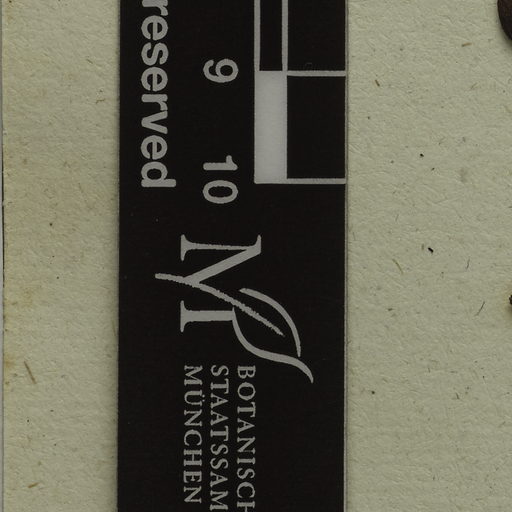 reserved
9
10
M
BOTANISCH
STAATSSAM
MÜNCHEN